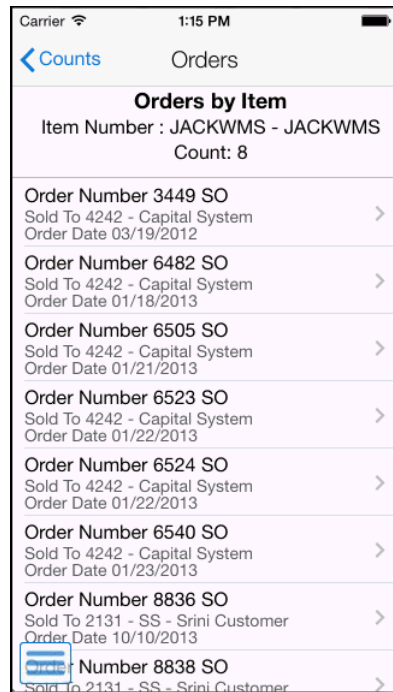 Carrier 1:15 PM
Counts Orders
Orders by Item
Item Number : JACKWMS - JACKWMS
Count: 8
Order Number 3449 SO
Sold To 4242 - Capital System
Order Date 03/19/2012
Order Number 6482 SO
Sold To 4242 - Capital System
Order Date 01/18/2013
Order Number 6505 SO
Sold To 4242 - Capital System
Order Date 01/21/2013
Order Number 6523 SO
Sold To 4242 - Capital System
Order Date 01/22/2013
Order Number 6524 SO
Sold To 4242 - Capital System
Order Date 01/22/2013
Order Number 6540 SO
Sold To 4242 - Capital System
Order Date 01/23/2013
Order Number 8836 SO
Sold To 2131 - SS - Srini Customer
Order Date 10/10/2013
Order Number 8838 SO
Sold To 2131 - SS - Srini Customer